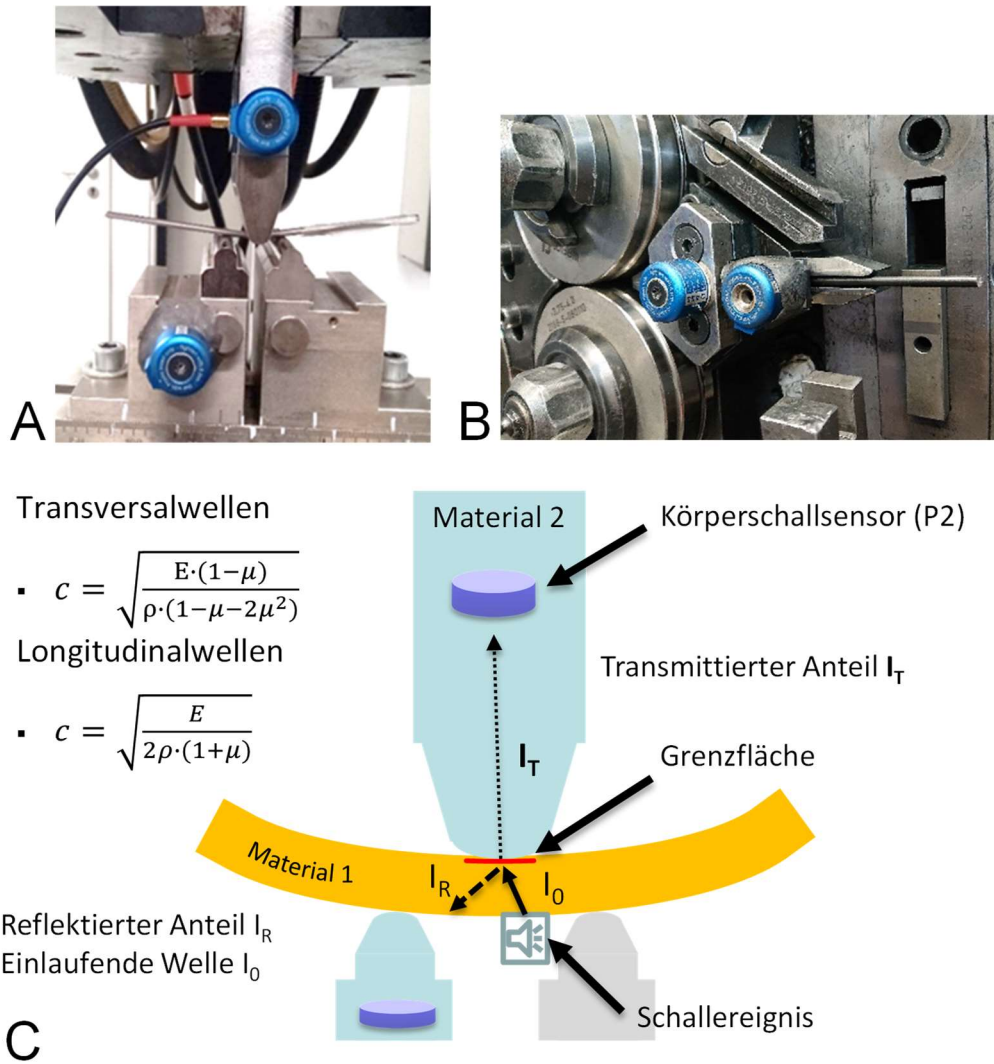 A
B
Transversalwellen
▪ c = √(E·(1−μ) / ρ·(1−μ−2μ²))
Longitudinalwellen
▪ c = √(E / 2ρ·(1+μ))
Material 2
Körperschallsensor (P2)
Transmittierter Anteil I_T
I_T
Grenzfläche
Material 1
I_R
I_0
Reflektierter Anteil I_R
Einlaufende Welle I_0
Schallereignis
C